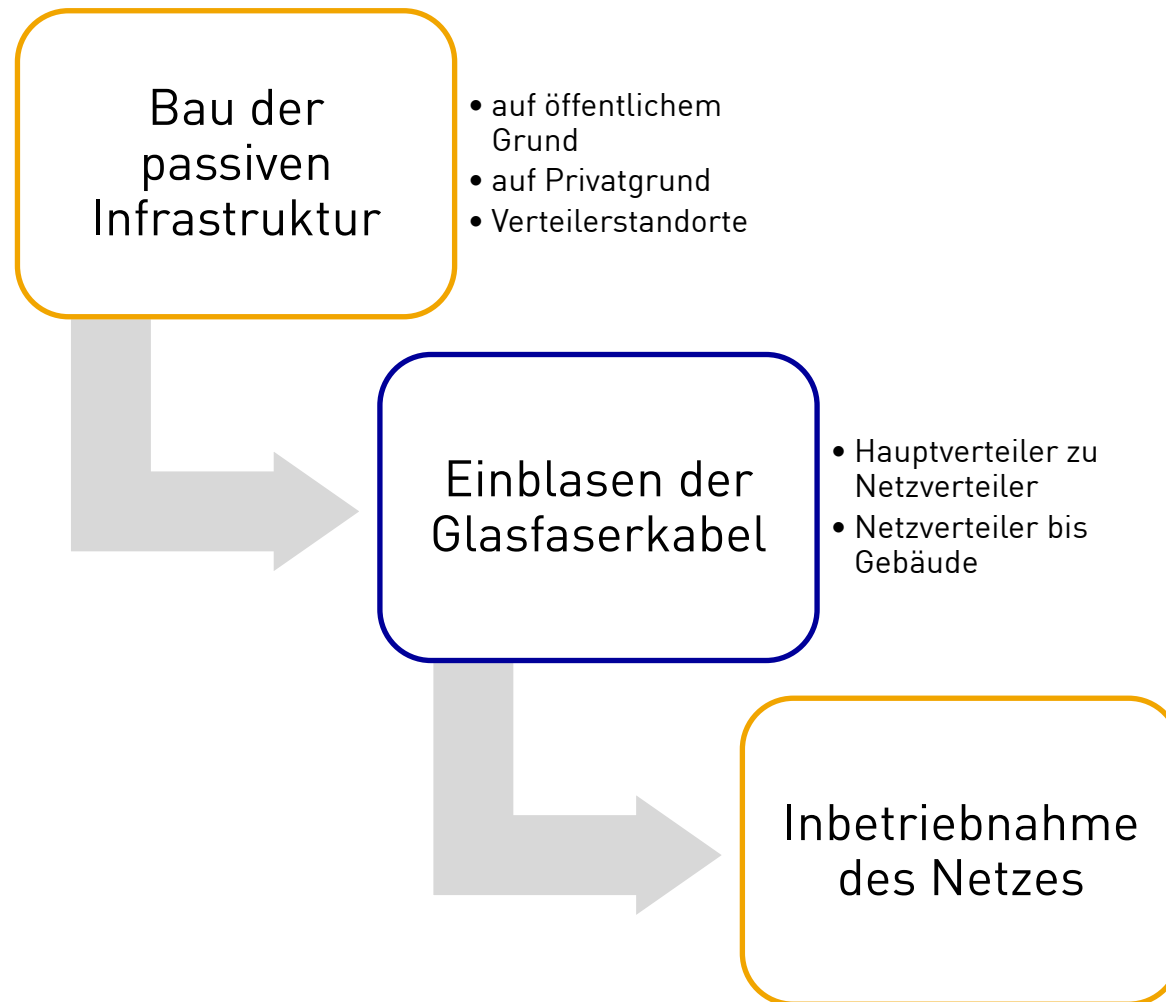 Bau der
passiven
Infrastruktur
• auf öffentlichem
Grund
• auf Privatgrund
• Verteilerstandorte
Einblasen der
Glasfaserkabel
• Hauptverteiler zu
Netzverteiler
• Netzverteiler bis
Gebäude
Inbetriebnahme
des Netzes